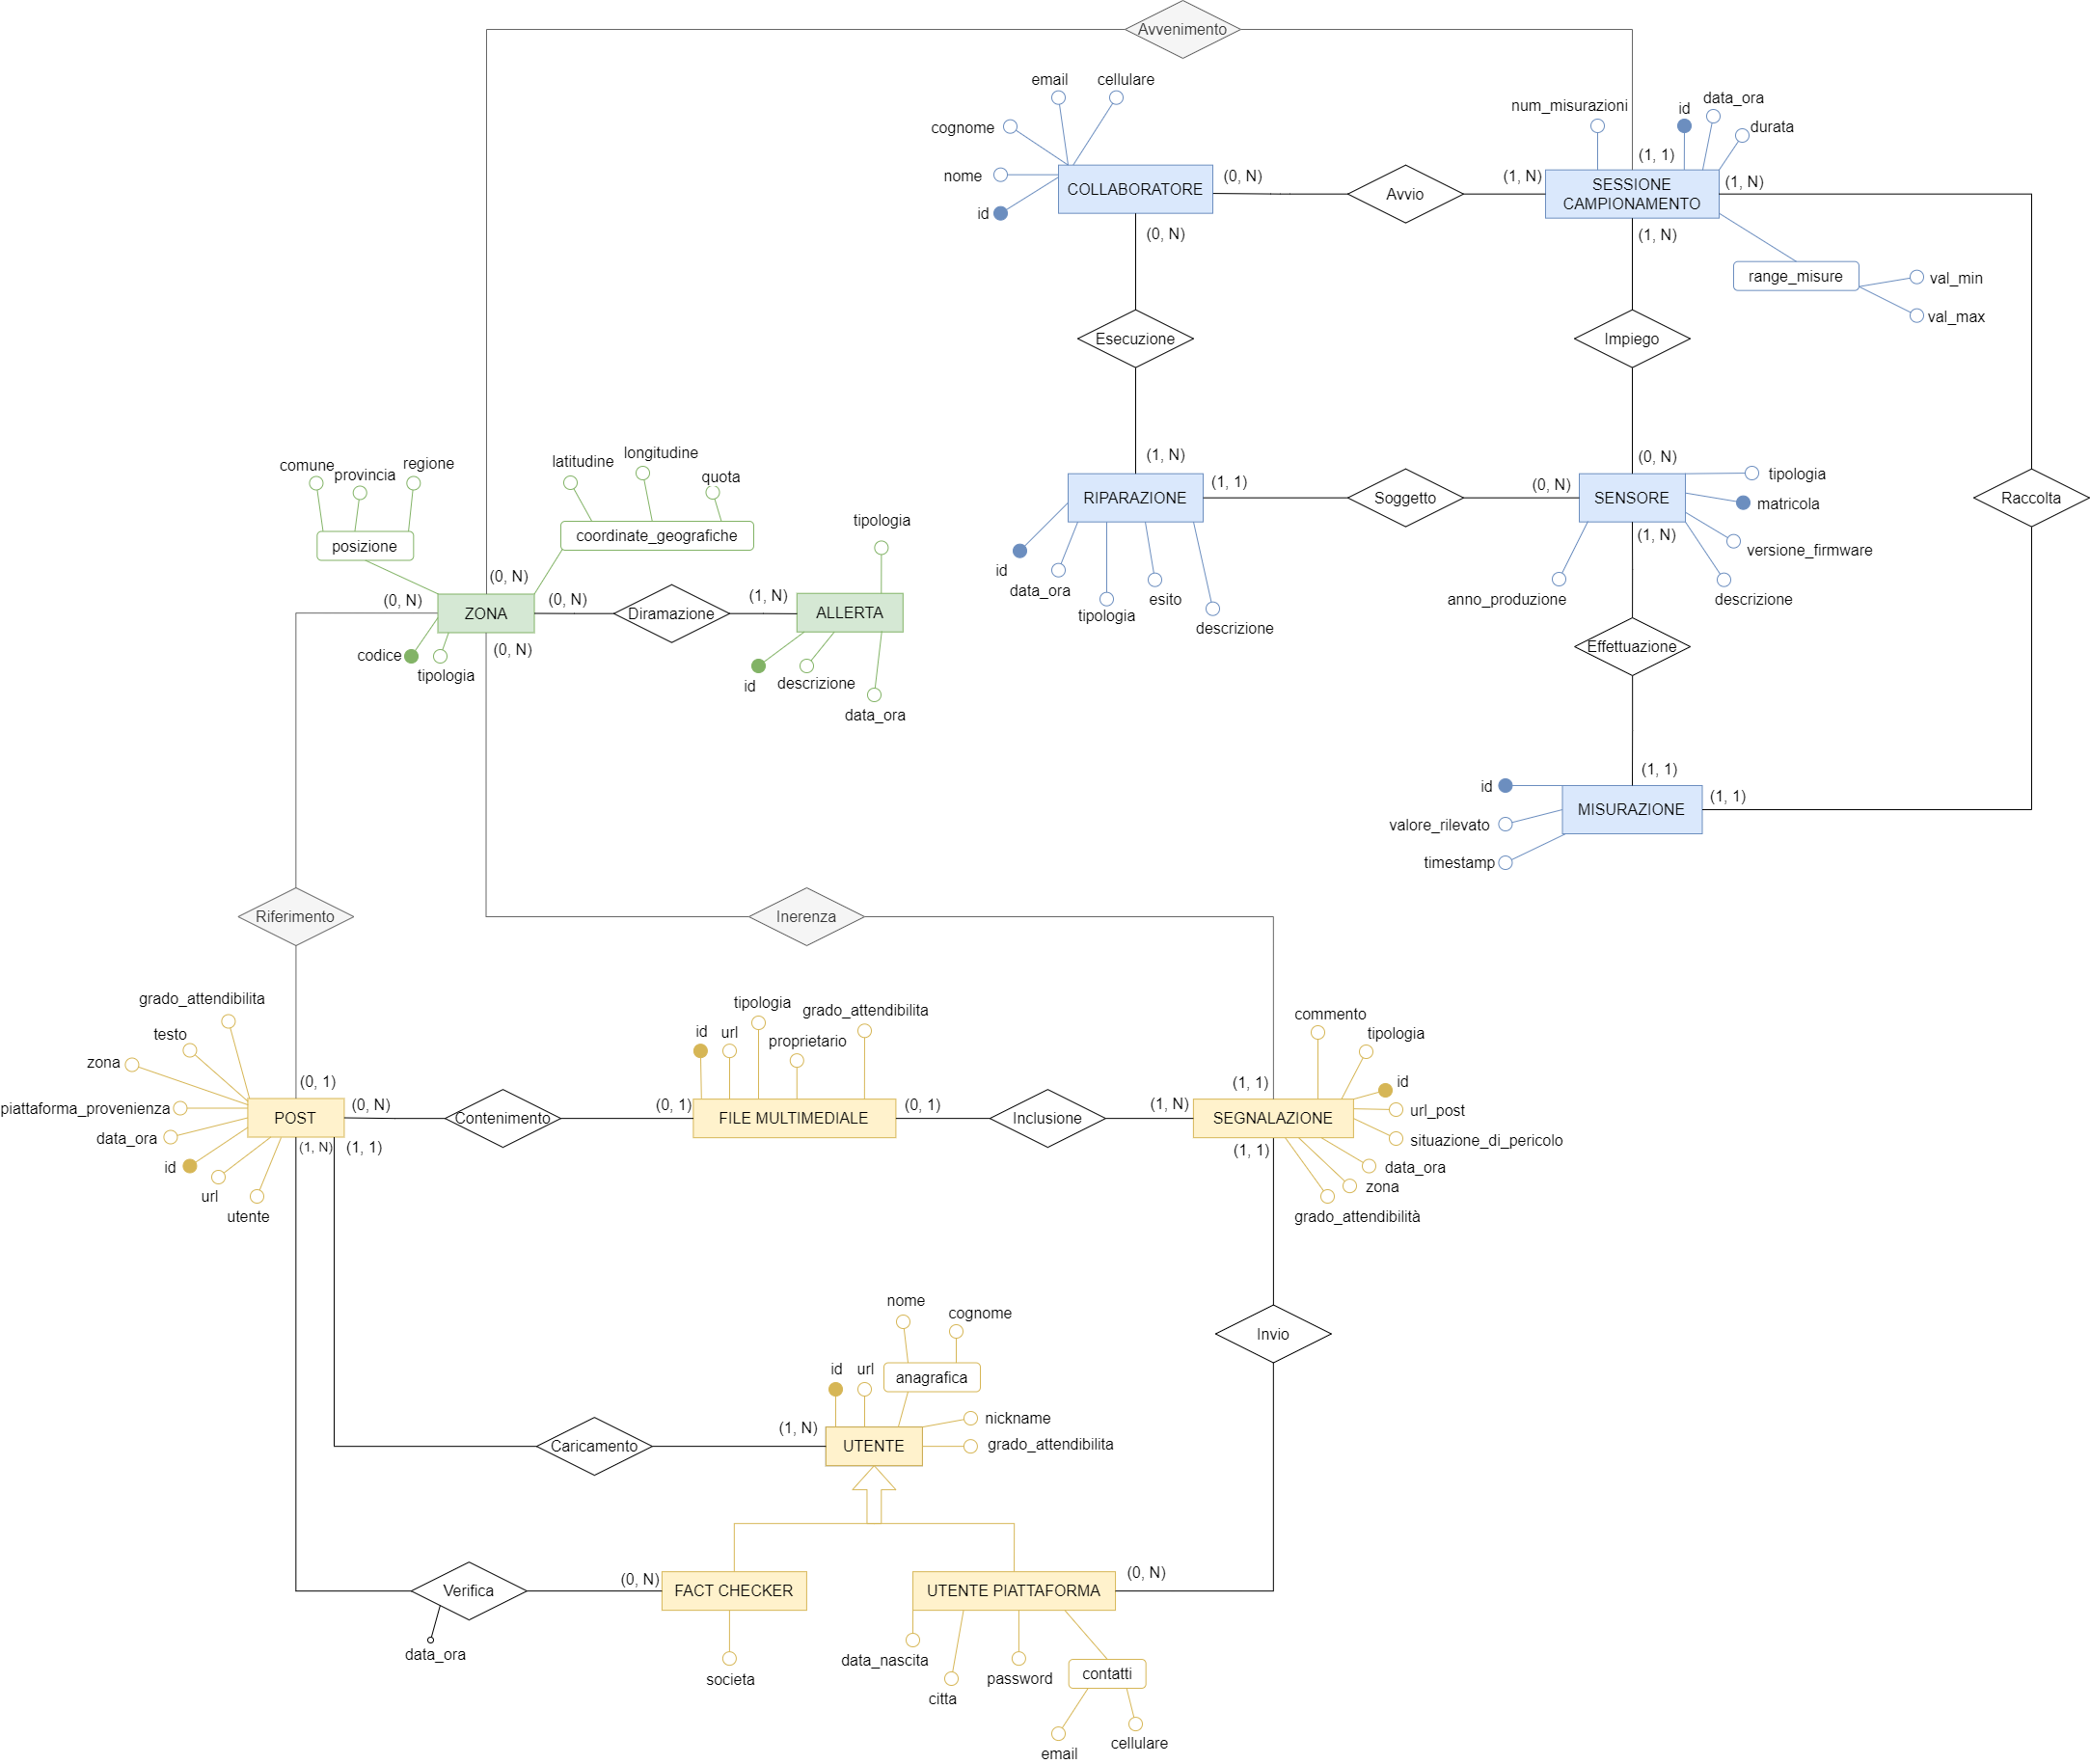 Avvenimento
email
cellulare
cognome
nome
id
COLLABORATORE
(0, N)
(0, N)
Avvio
(1, N)
num_misurazioni
id
data_ora
durata
(1, 1)
SESSIONE
CAMPIONAMENTO
(1, N)
(1, N)
range_misure
val_min
val_max
Esecuzione
Impiego
(1, N)
RIPARAZIONE
(1, 1)
id
data_ora
tipologia
esito
descrizione
Soggetto
(0, N)
(0, N)
SENSORE
(1, N)
tipologia
matricola
versione_firmware
descrizione
anno_produzione
Raccolta
Effettuazione
(1, 1)
id
MISURAZIONE
(1, 1)
valore_rilevato
timestamp
comune
provincia
regione
posizione
latitudine
longitudine
quota
coordinate_geografiche
(0, N)
(0, N)
ZONA
(0, N)
(0, N)
codice
tipologia
Diramazione
(1, N)
ALLERTA
tipologia
id
descrizione
data_ora
Riferimento
Inerenza
grado_attendibilita
testo
zona
piattaforma_provenienza
data_ora
id
url
utente
(0, 1)
POST
(0, N)
(1, N)
(1, 1)
Contenimento
(0, 1)
id
url
tipologia
proprietario
grado_attendibilita
FILE MULTIMEDIALE
(0, 1)
Inclusione
(1, N)
(1, 1)
SEGNALAZIONE
(1, 1)
commento
tipologia
id
url_post
situazione_di_pericolo
data_ora
zona
grado_attendibilità
Invio
nome
cognome
id
url
anagrafica
nickname
grado_attendibilita
Caricamento
(1, N)
UTENTE
Verifica
data_ora
(0, N)
FACT CHECKER
societa
UTENTE PIATTAFORMA
(0, N)
data_nascita
citta
password
contatti
email
cellulare